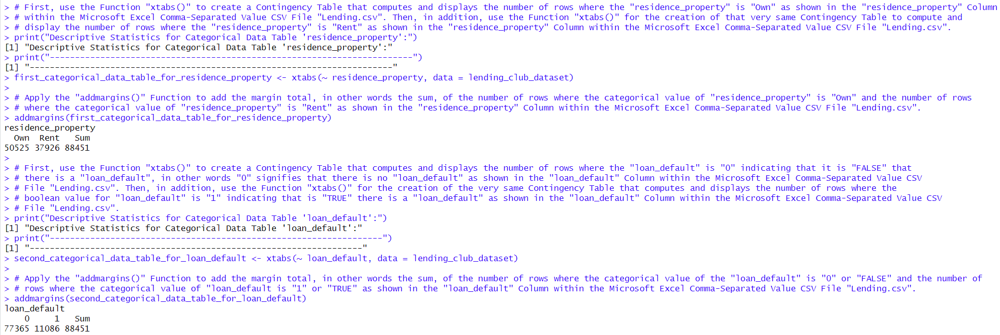 > # First, use the Function "xtabs()" to create a Contingency Table that computes and displays the number of rows where the "residence_property" is "Own" as shown in the "residence_property" Column
> # within the Microsoft Excel Comma-Separated Value CSV File "Lending.csv". Then, in addition, use the Function "xtabs()" for the creation of that very same Contingency Table to compute and
> # display the number of rows where the "residence_property" is "Rent" as shown in the "residence_property" Column within the Microsoft Excel Comma-Separated Value CSV File "Lending.csv".
> print("Descriptive Statistics for Categorical Data Table 'residence_property':")
[1] "Descriptive Statistics for Categorical Data Table 'residence_property':"
> print("------------------------------------------------------------------------")
[1] "------------------------------------------------------------------------"
> first_categorical_data_table_for_residence_property <- xtabs(~ residence_property, data = lending_club_dataset)
>
> # Apply the "addmargins()" Function to add the margin total, in other words the sum, of the number of rows where the categorical value of "residence_property" is "Own" and the number of rows
> # where the categorical value of "residence_property" is "Rent" as shown in the "residence_property" Column within the Microsoft Excel Comma-Separated Value CSV File "Lending.csv".
> addmargins(first_categorical_data_table_for_residence_property)
residence_property
  Own  Rent   Sum
50525 37926 88451
>
> # First, use the Function "xtabs()" to create a Contingency Table that computes and displays the number of rows where the "loan_default" is "0" indicating that it is "FALSE" that
> # there is a "loan_default", in other words "0" signifies that there is no "loan_default" as shown in the "loan_default" Column within the Microsoft Excel Comma-Separated Value CSV
> # File "Lending.csv". Then, in addition, use the Function "xtabs()" for the creation of the very same Contingency Table that computes and displays the number of rows where the
> # boolean value for "loan_default" is "1" indicating that is "TRUE" there is a "loan_default" as shown in the "loan_default" Column within the Microsoft Excel Comma-Separated Value CSV
> # File "Lending.csv".
> print("Descriptive Statistics for Categorical Data Table 'loan_default':")
[1] "Descriptive Statistics for Categorical Data Table 'loan_default':"
> print("------------------------------------------------------------------")
[1] "------------------------------------------------------------------"
> second_categorical_data_table_for_loan_default <- xtabs(~ loan_default, data = lending_club_dataset)
>
> # Apply the "addmargins()" Function to add the margin total, in other words the sum, of the number of rows where the categorical value of the "loan_default" is "0" or "FALSE" and the number of
> # rows where the categorical value of "loan_default is "1" or "TRUE" as shown in the "loan_default" Column within the Microsoft Excel Comma-Separated Value CSV File "Lending.csv".
> addmargins(second_categorical_data_table_for_loan_default)
loan_default
    0     1   Sum
77365 11086 88451